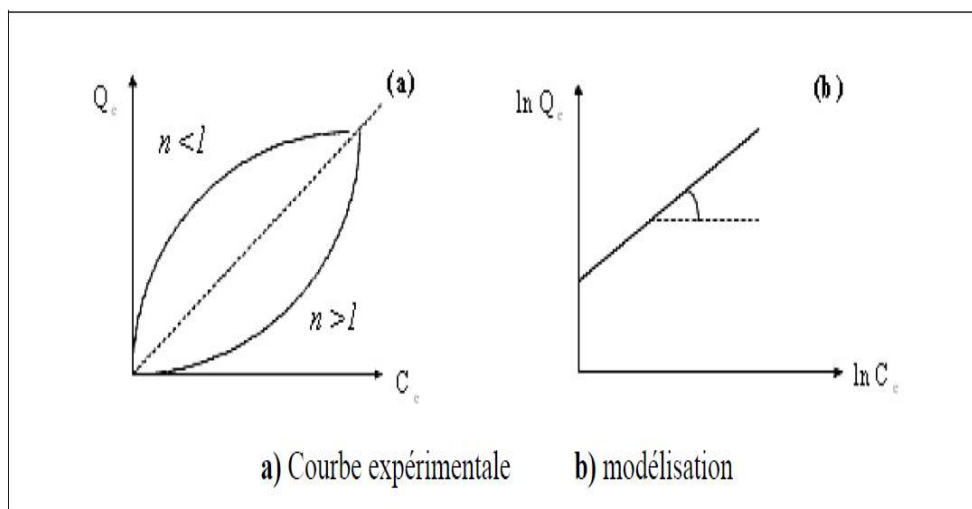 (a)
Qe
n<1
n>1
Ce
(b)
ln Qe
ln Ce
a) Courbe expérimentale b) modélisation